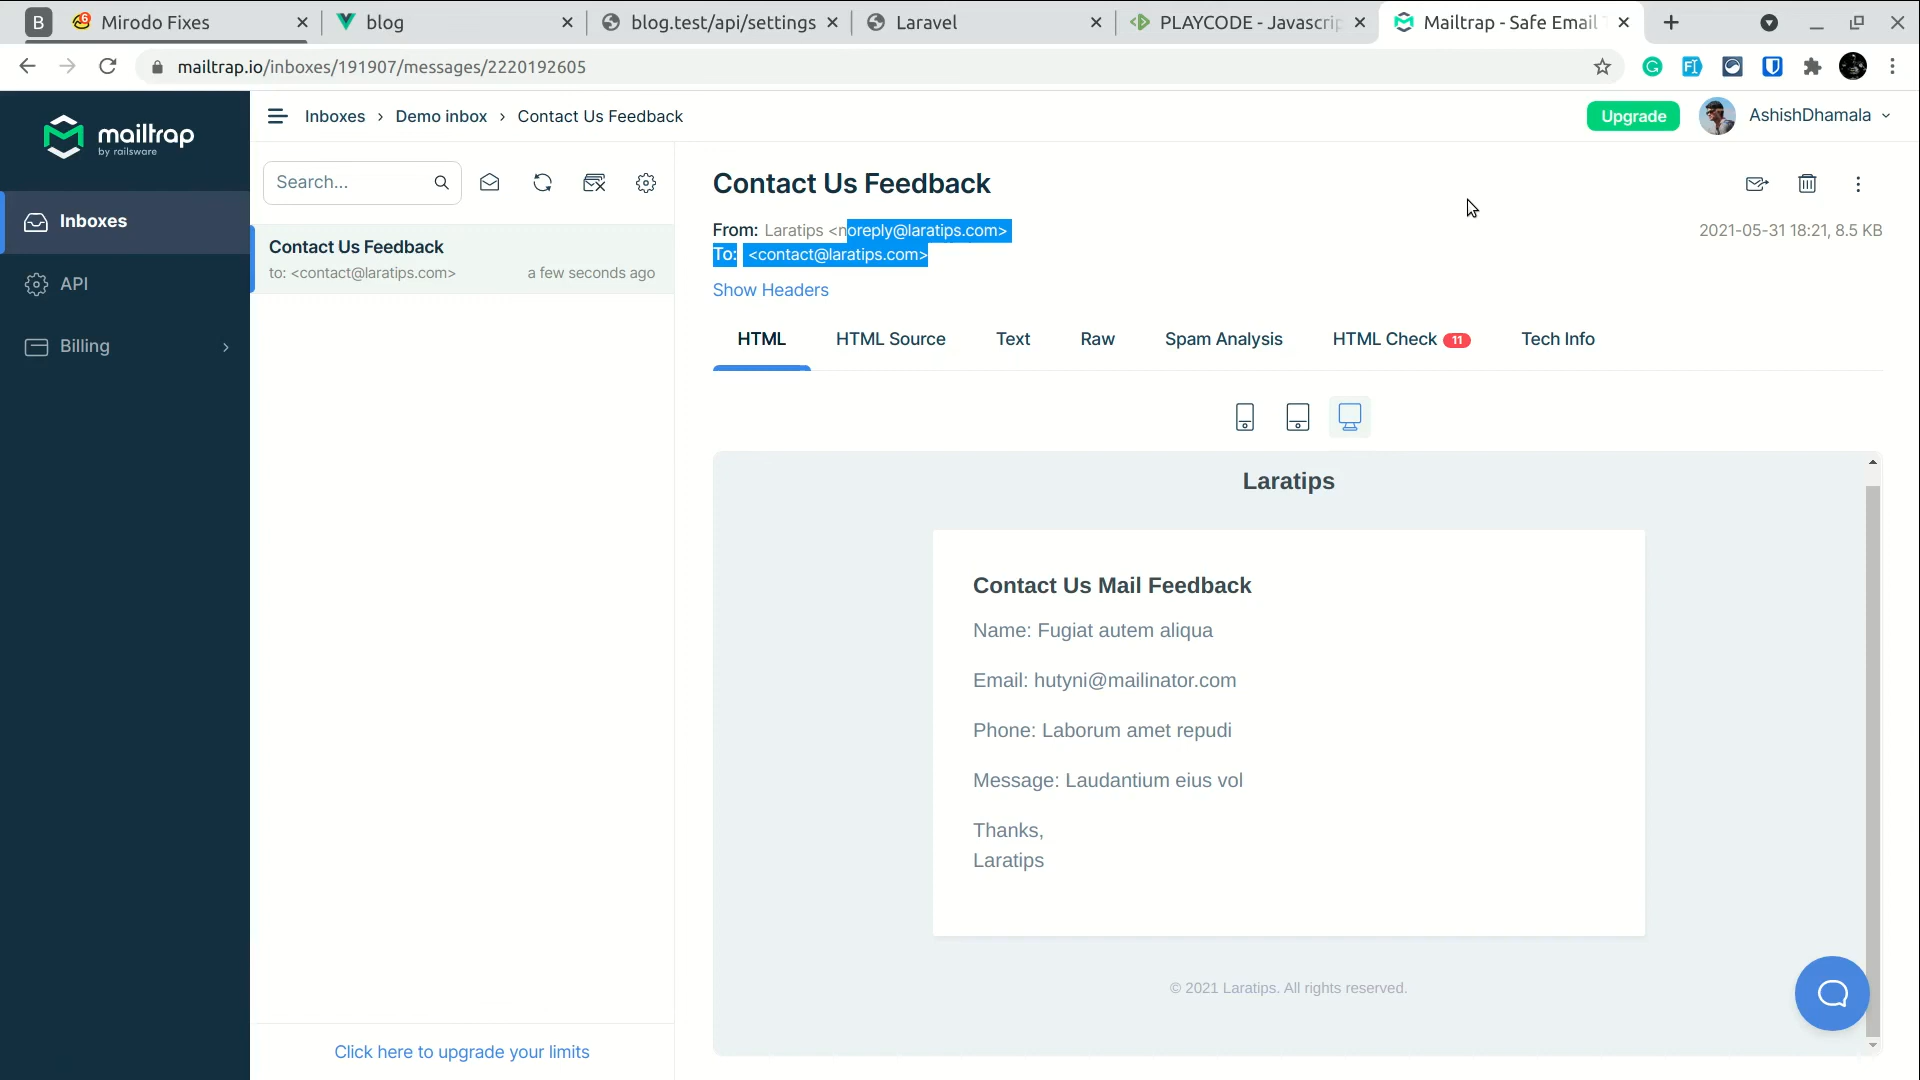 B
6
Mirodo Fixes
blog
blog.test/api/settings
Laravel
PLAYCODE - Javascrip
Mailtrap - Safe Email T
mailtrap.io/inboxes/191907/messages/2220192605
mailtrap
by railsware
Inboxes
API
Billing
Inboxes › Demo inbox › Contact Us Feedback
Upgrade
AshishDhamala
Search...
Contact Us Feedback
to: <contact@laratips.com>
a few seconds ago
Click here to upgrade your limits
Contact Us Feedback
From: Laratips <noreply@laratips.com>
2021-05-31 18:21, 8.5 KB
To: <contact@laratips.com>
Show Headers
HTML
HTML Source
Text
Raw
Spam Analysis
HTML Check 11
Tech Info
Laratips
Contact Us Mail Feedback
Name: Fugiat autem aliqua
Email: hutyni@mailinator.com
Phone: Laborum amet repudi
Message: Laudantium eius vol
Thanks,
Laratips
© 2021 Laratips. All rights reserved.